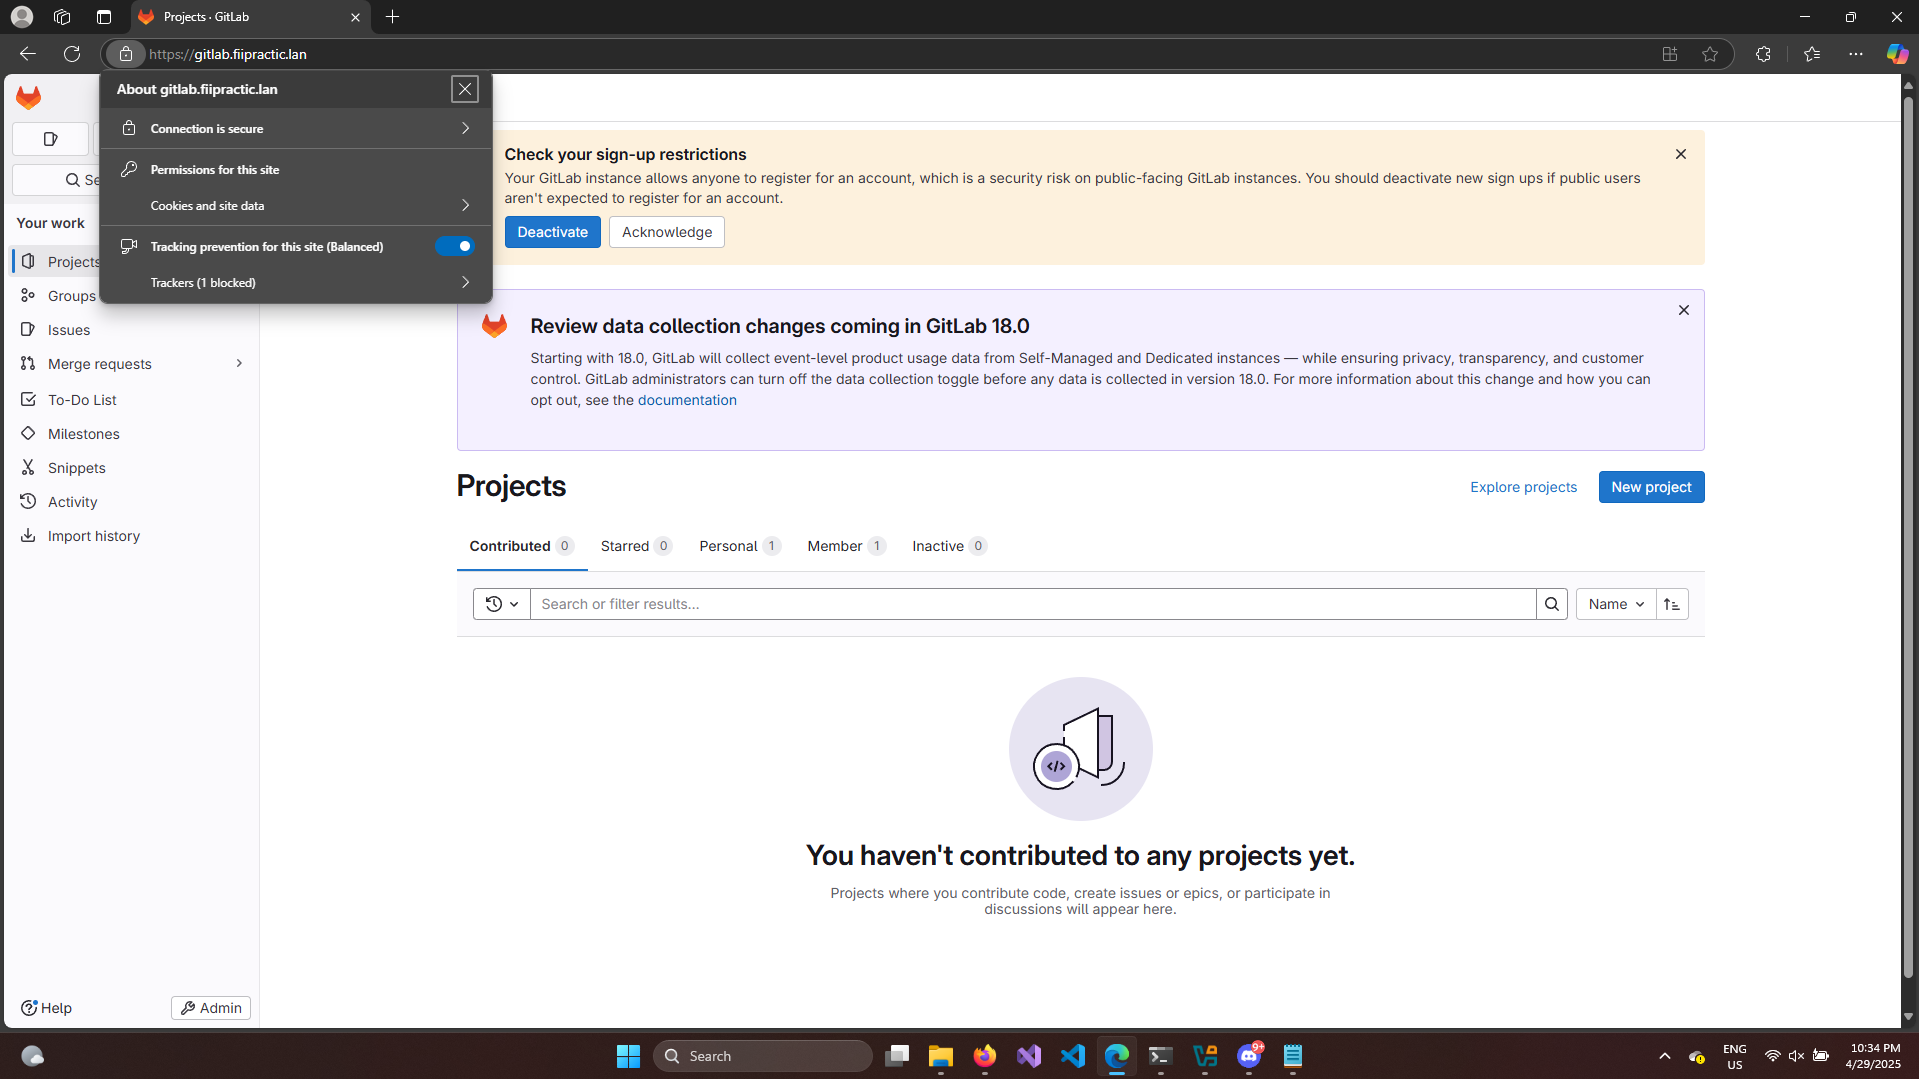 Projects · GitLab
https://gitlab.fiipractic.lan
About gitlab.fiipractic.lan
Connection is secure
Permissions for this site
Cookies and site data
Tracking prevention for this site (Balanced)
Trackers (1 blocked)
Se
Your work
Projects
Groups
Issues
Merge requests
To-Do List
Milestones
Snippets
Activity
Import history
Help
Admin
Check your sign-up restrictions
Your GitLab instance allows anyone to register for an account, which is a security risk on public-facing GitLab instances. You should deactivate new sign ups if public users
aren't expected to register for an account.
Deactivate
Acknowledge
Review data collection changes coming in GitLab 18.0
Starting with 18.0, GitLab will collect event-level product usage data from Self-Managed and Dedicated instances — while ensuring privacy, transparency, and customer
control. GitLab administrators can turn off the data collection toggle before any data is collected in version 18.0. For more information about this change and how you can
opt out, see the documentation
Projects
Explore projects
New project
Contributed 0 Starred 0 Personal 1 Member 1 Inactive 0
Search or filter results...
Name
You haven't contributed to any projects yet.
Projects where you contribute code, create issues or epics, or participate in
discussions will appear here.
Search
9+
ENG
US
10:34 PM
4/29/2025